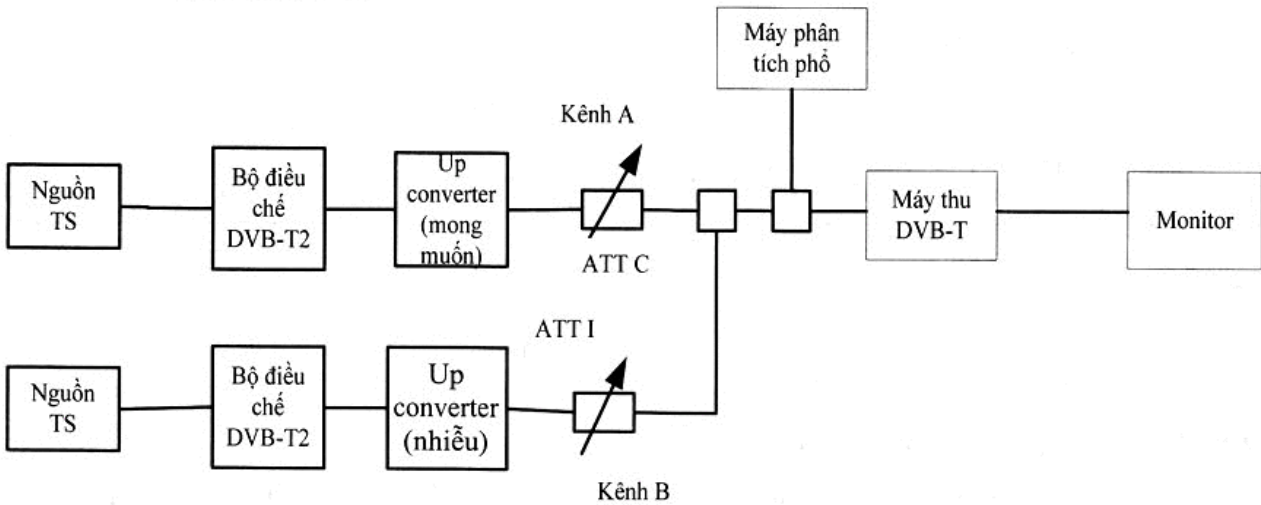 Máy phân
tích phổ
Kênh A
Nguồn
TS
Bộ điều
chế
DVB-T2
Up
converter
(mong
muốn)
ATT C
Máy thu
DVB-T
Monitor
ATT I
Nguồn
TS
Bộ điều
chế
DVB-T2
Up
converter
(nhiễu)
Kênh B